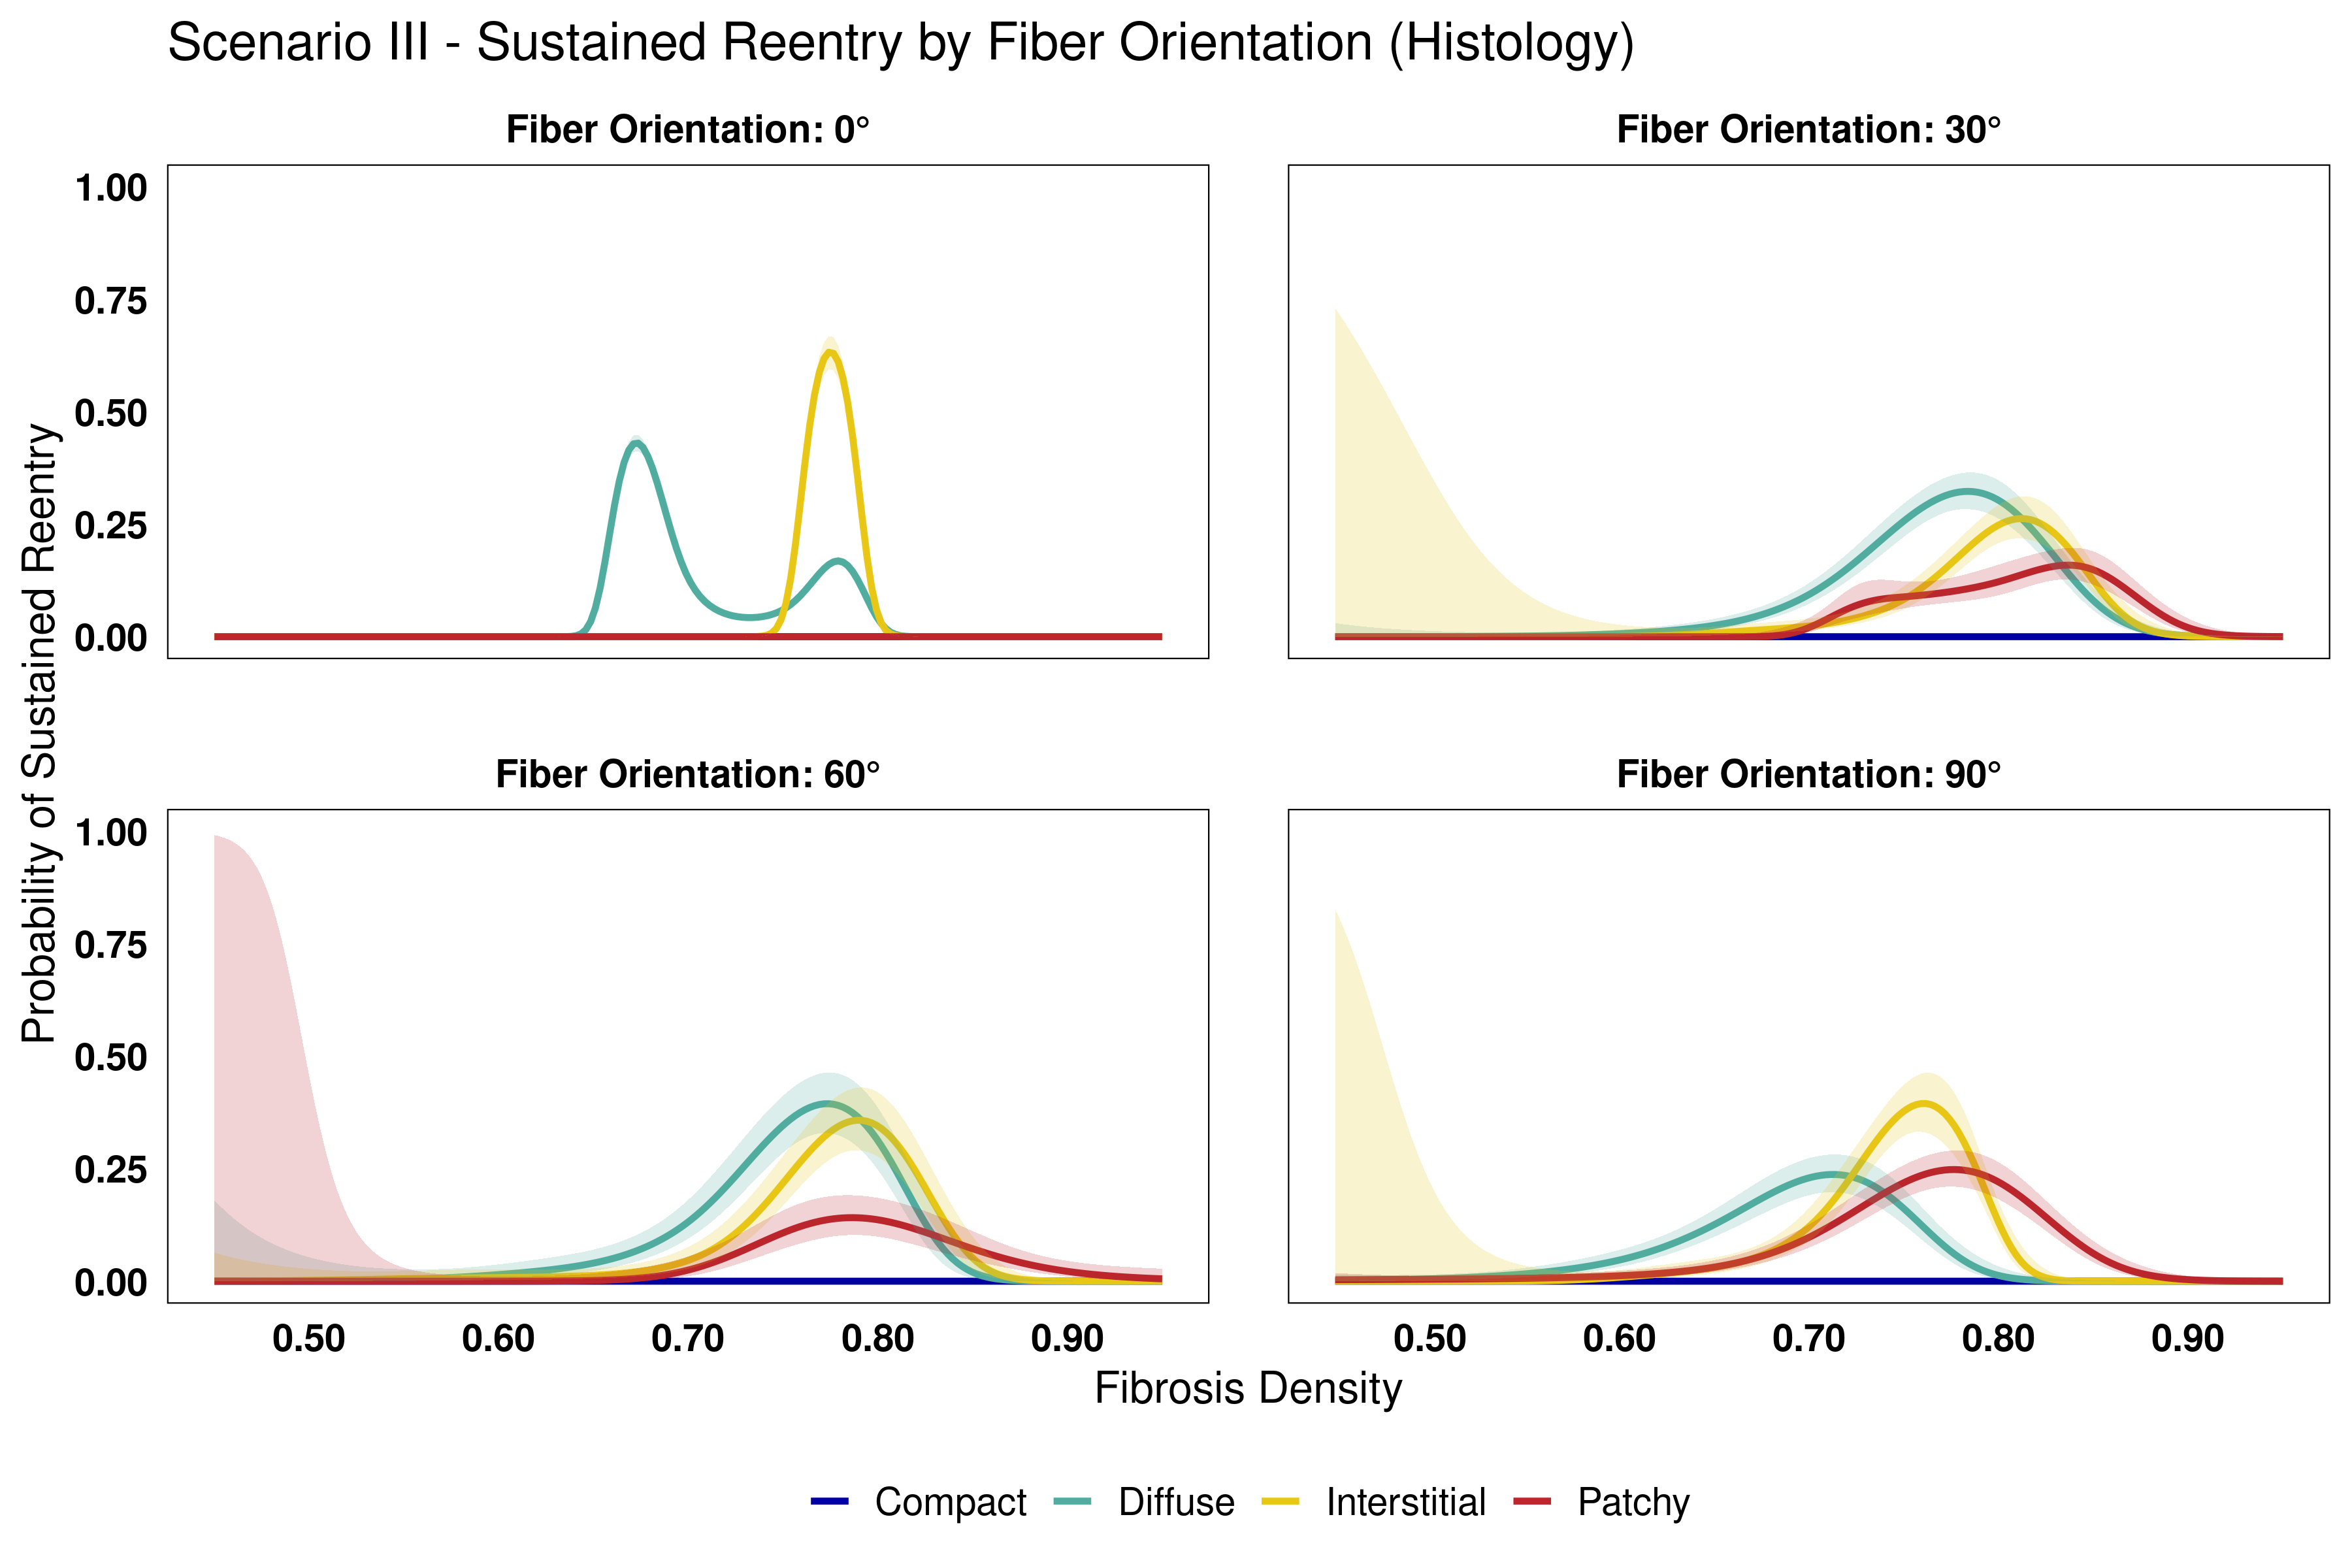 Scenario III - Sustained Reentry by Fiber Orientation (Histology)
Fiber Orientation: 0°
Fiber Orientation: 30°
1.00
0.75
0.50
0.25
0.00
Fiber Orientation: 60°
Fiber Orientation: 90°
1.00
0.75
0.50
0.25
0.00
Probability of Sustained Reentry
0.50 0.60 0.70 0.80 0.90
0.50 0.60 0.70 0.80 0.90
Fibrosis Density
Compact Diffuse Interstitial Patchy